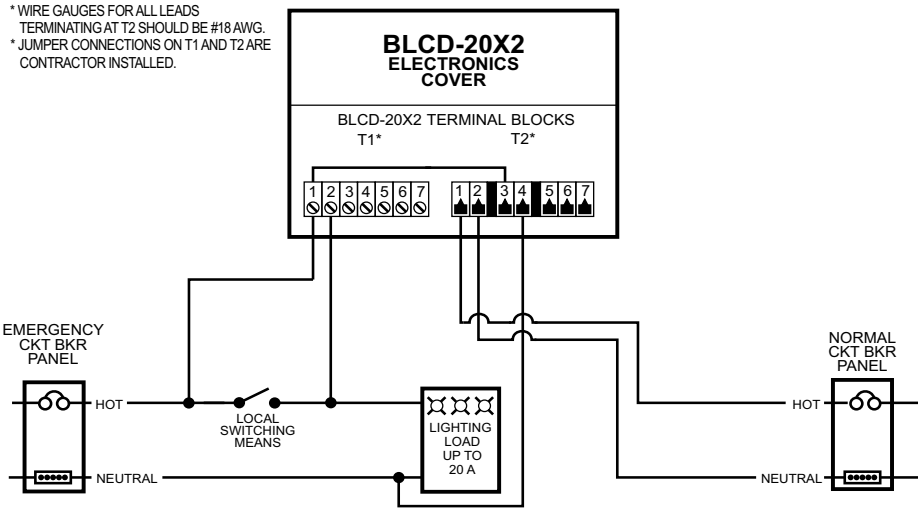 * WIRE GAUGES FOR ALL LEADS
TERMINATING AT T2 SHOULD BE #18 AWG.
* JUMPER CONNECTIONS ON T1 AND T2 ARE
CONTRACTOR INSTALLED.
BLCD-20X2
ELECTRONICS
COVER
BLCD-20X2 TERMINAL BLOCKS
T1* T2*
1 2 3 4 5 6 7 1 2 3 4 5 6 7
EMERGENCY
CKT BKR
PANEL
HOT
NEUTRAL
LOCAL
SWITCHING
MEANS
LIGHTING
LOAD
UP TO
20 A
NORMAL
CKT BKR
PANEL
HOT
NEUTRAL